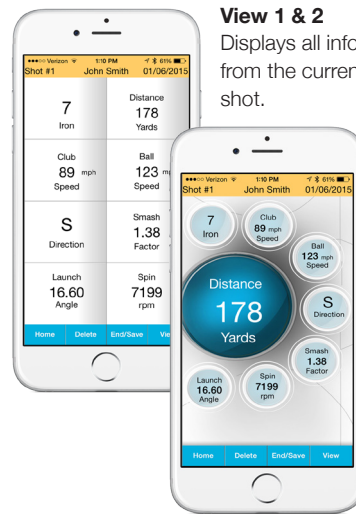 View 1 & 2
Displays all info
from the current
shot.
Verizon 1:10 PM 61%
Shot #1 John Smith 01/06/2015
7
Iron
Distance
178
Yards
Club
89 mph
Speed
Ball
123 m
Speed
S
Direction
Smash
1.38
Factor
Launch
16.60
Angle
Spin
7199
rpm
Home Delete End/Save Vie
Verizon 1:10 PM 61%
Shot #1 John Smith 01/06/2015
7
Iron
Club
89 mph
Speed
Ball
123 mph
Speed
Distance
178
Yards
S
Direction
Smash
1.38
Factor
Spin
7199
rpm
Launch
16.60
Angle
Home Delete End/Save View